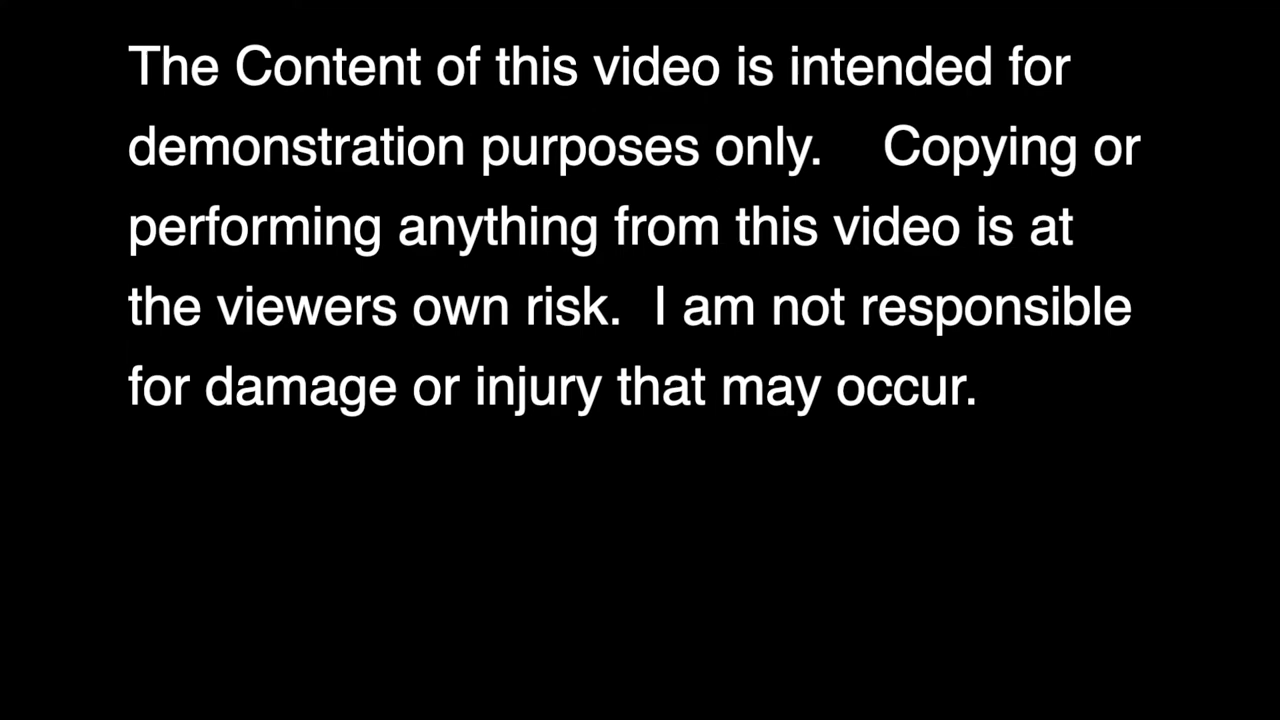 The Content of this video is intended for
demonstration purposes only.    Copying or
performing anything from this video is at
the viewers own risk.  I am not responsible
for damage or injury that may occur.